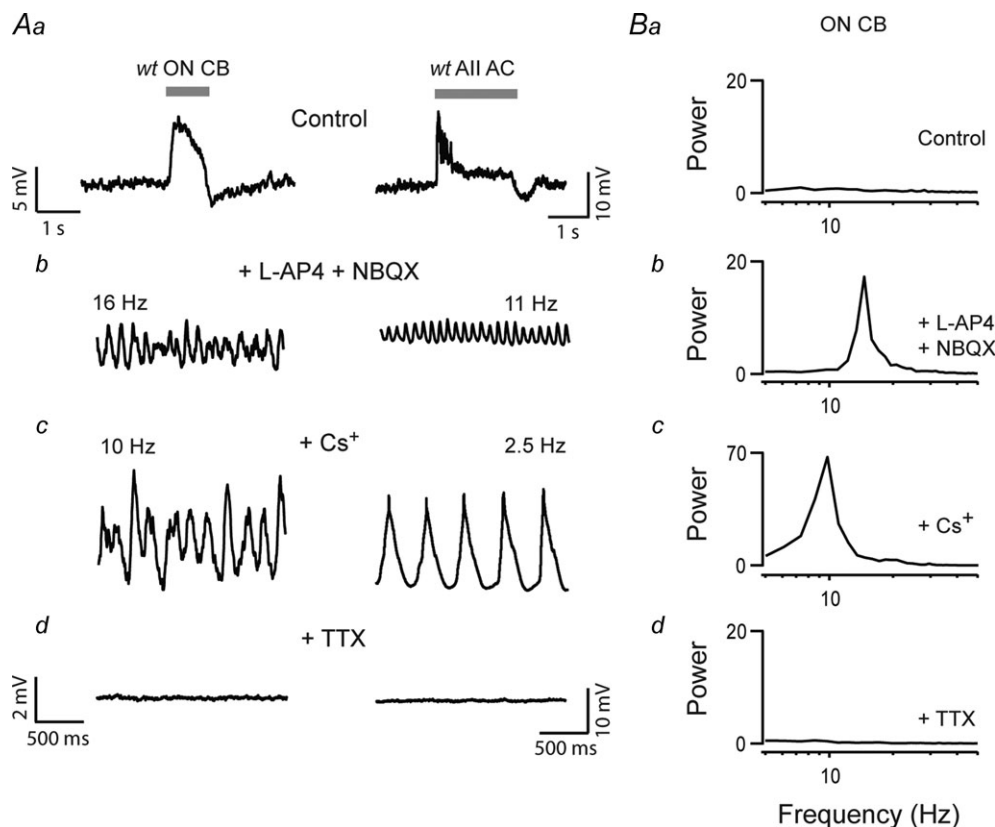 Aa
wt ON CB
wt AII AC
Control
5 mV
1 s
10 mV
1 s
b
+ L-AP4 + NBQX
16 Hz
11 Hz
c
+ Cs⁺
10 Hz
2.5 Hz
d
+ TTX
2 mV
500 ms
10 mV
500 ms
Ba
ON CB
20
Power
Control
0
10
b
20
Power
+ L-AP4
+ NBQX
0
10
c
70
Power
+ Cs⁺
0
10
d
20
Power
+ TTX
0
10
Frequency (Hz)